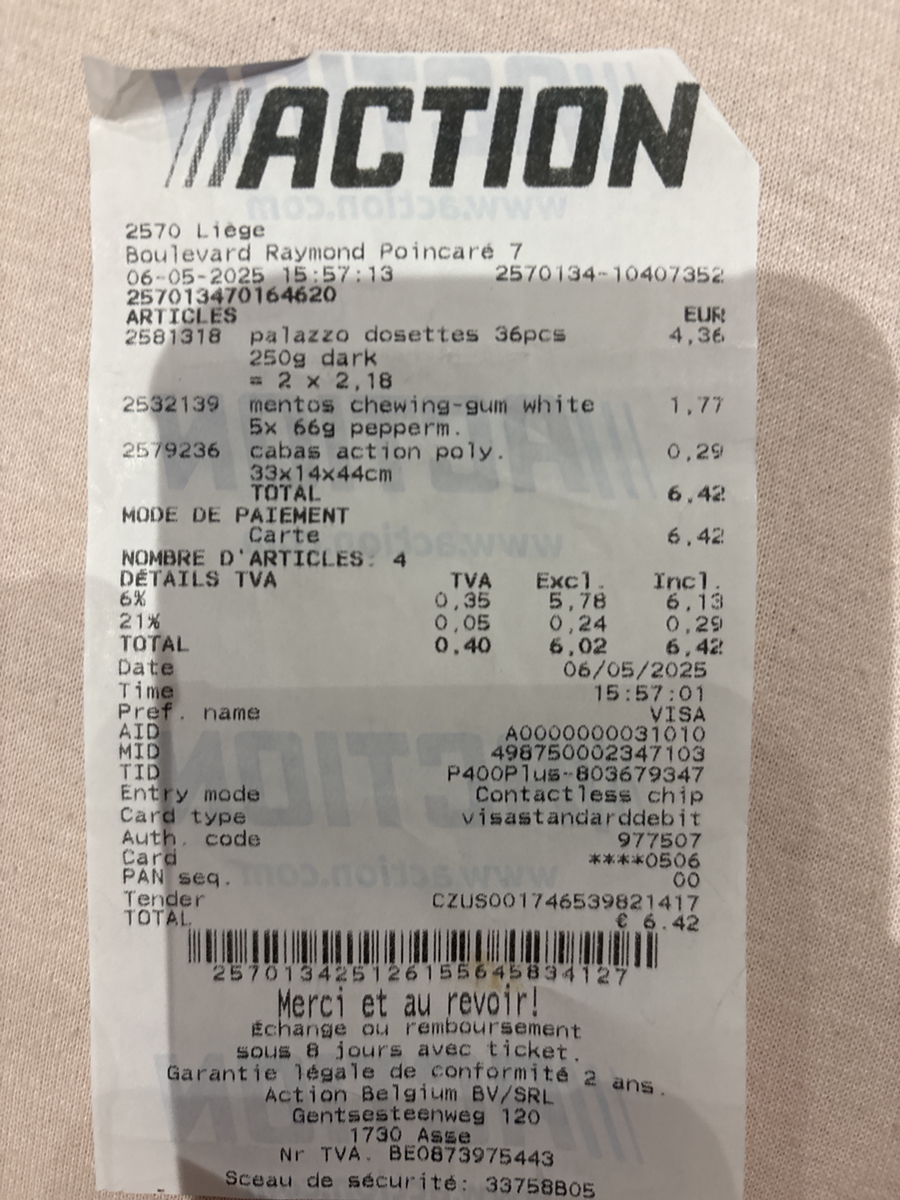 ACTION
2570 Liège
Boulevard Raymond Poincaré 7
06-05-2025 15:57:13 2570134-10407352
257013470164620
ARTICLES EUR
2581318 palazzo dosettes 36pcs 4,36
250g dark
= 2 x 2,18
2532139 mentos chewing-gum white 1,77
5x 66g pepperm.
2579236 cabas action poly. 0,29
33x14x44cm
TOTAL 6,42
MODE DE PAIEMENT
Carte 6,42
NOMBRE D'ARTICLES: 4
DÉTAILS TVA TVA Excl. Incl.
6% 0,35 5,78 6,13
21% 0,05 0,24 0,29
TOTAL 0,40 6,02 6,42
Date 06/05/2025
Time 15:57:01
Pref. name VISA
AID A0000000031010
MID 498750002347103
TID P400Plus-803679347
Entry mode Contactless chip
Card type visastandarddebit
Auth. code 977507
Card ****0506
PAN seq. 00
Tender CZUS001746539821417
TOTAL € 6.42
257013425126155645834127
Merci et au revoir!
Échange ou remboursement
sous 8 jours avec ticket.
Garantie légale de conformité 2 ans.
Action Belgium BV/SRL
Gentsesteenweg 120
1730 Asse
Nr TVA. BE0873975443
Sceau de sécurité: 33758B05